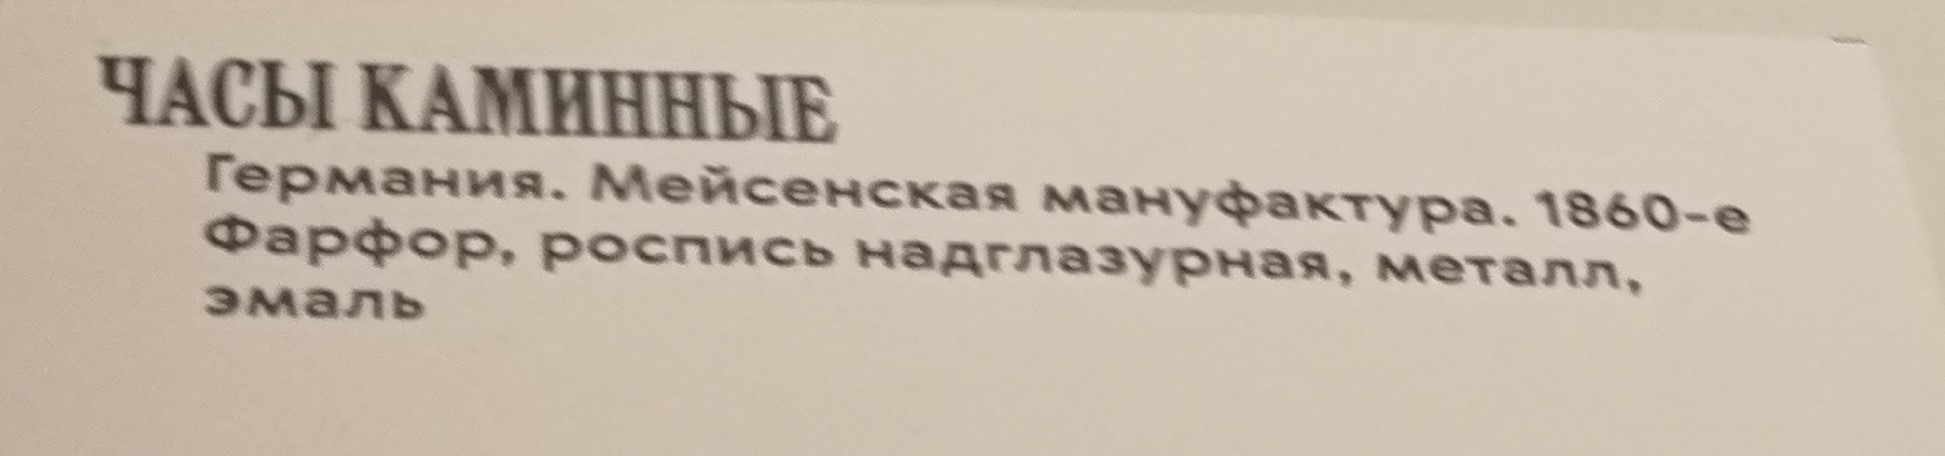 ЧАСЫ КАМИННЫЕ
Германия. Мейсенская мануфактура. 1860-е
Фарфор, роспись надглазурная, металл,
эмаль